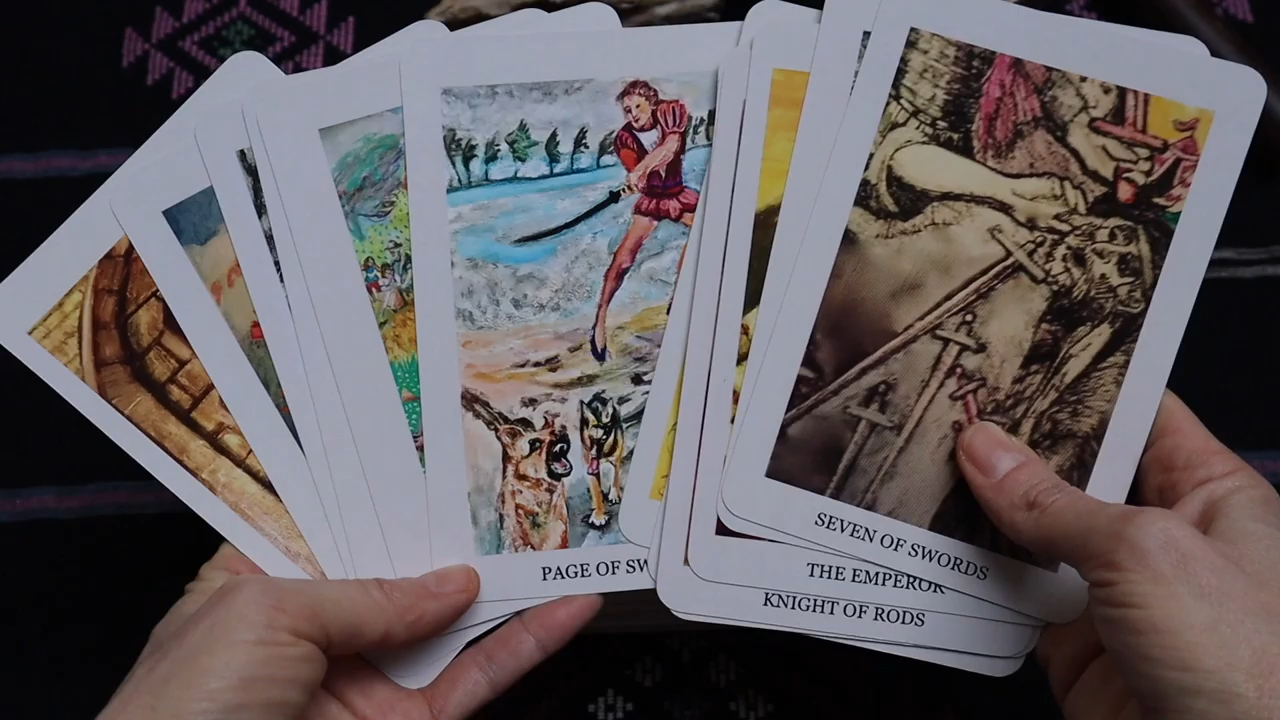 PAGE OF SW
SEVEN OF SWORDS
THE EMPEROR
KNIGHT OF RODS